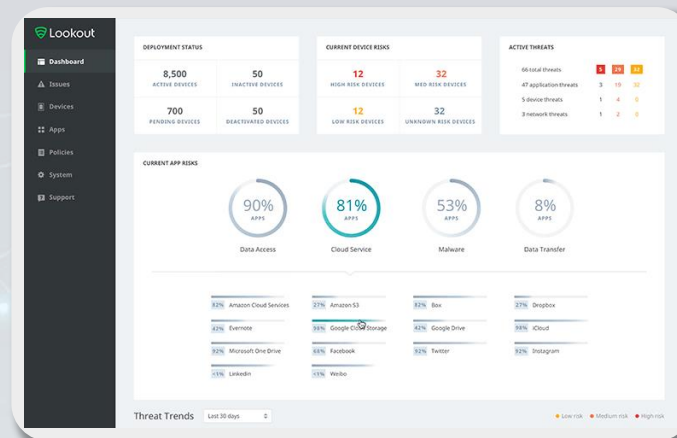 Lookout
Dashboard
Issues
Devices
Apps
Policies
System
Support
DEPLOYMENT STATUS
8,500
ACTIVE DEVICES
50
INACTIVE DEVICES
700
PENDING DEVICES
50
DEACTIVATED DEVICES
CURRENT DEVICE RISKS
12
HIGH RISK DEVICES
32
MED RISK DEVICES
12
LOW RISK DEVICES
32
UNKNOWN RISK DEVICES
ACTIVE THREATS
66 total threats 5 29 32
47 application threats 3 19
5 device threats 1 4 0
3 network threats 1 2 0
CURRENT APP RISKS
90%
APPS
Data Access
81%
APPS
Cloud Service
53%
APPS
Malware
8%
APPS
Data Transfer
82% Amazon Cloud Services
27% Amazon S3
82% Box
27% Dropbox
42% Evernote
98% Google Cloud Storage
42% Google Drive
98% iCloud
92% Microsoft One Drive
68% Facebook
92% Twitter
92% Instagram
<1% LinkedIn
<1% Weibo
Threat Trends Last 30 days
Low risk Medium risk High risk